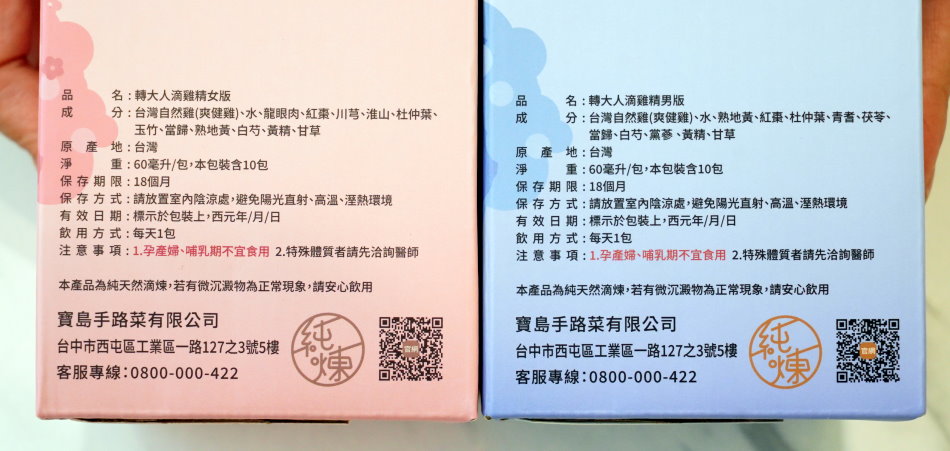 品名:轉大人滴雞精女版
成分:台灣自然雞(爽健雞)、水、龍眼肉、紅棗、川芎、淮山、杜仲葉、
玉竹、當歸、熟地黃、白芍、黃精、甘草
原產地:台灣
淨重:60毫升/包,本包裝含10包
保存期限:18個月
保存方式:請放置室內陰涼處,避免陽光直射、高溫、溼熱環境
有效日期:標示於包裝上,西元年/月/日
飲用方式:每天1包
注意事項:1.孕產婦、哺乳期不宜食用 2.特殊體質者請先洽詢醫師
本產品為純天然滴煉,若有微沉澱物為正常現象,請安心飲用
寶島手路菜有限公司
台中市西屯區工業區一路127之3號5樓
客服專線:0800-000-422
純煉
官網
品名:轉大人滴雞精男版
成分:台灣自然雞(爽健雞)、水、熟地黃、紅棗、杜仲葉、青耆、茯苓、
當歸、白芍、黨蔘、黃精、甘草
原產地:台灣
淨重:60毫升/包,本包裝含10包
保存期限:18個月
保存方式:請放置室內陰涼處,避免陽光直射、高溫、溼熱環境
有效日期:標示於包裝上,西元年/月/日
飲用方式:每天1包
注意事項:1.孕產婦、哺乳期不宜食用 2.特殊體質者請先洽詢醫師
本產品為純天然滴煉,若有微沉澱物為正常現象,請安心飲用
寶島手路菜有限公司
台中市西屯區工業區一路127之3號5樓
客服專線:0800-000-422
純煉
官網